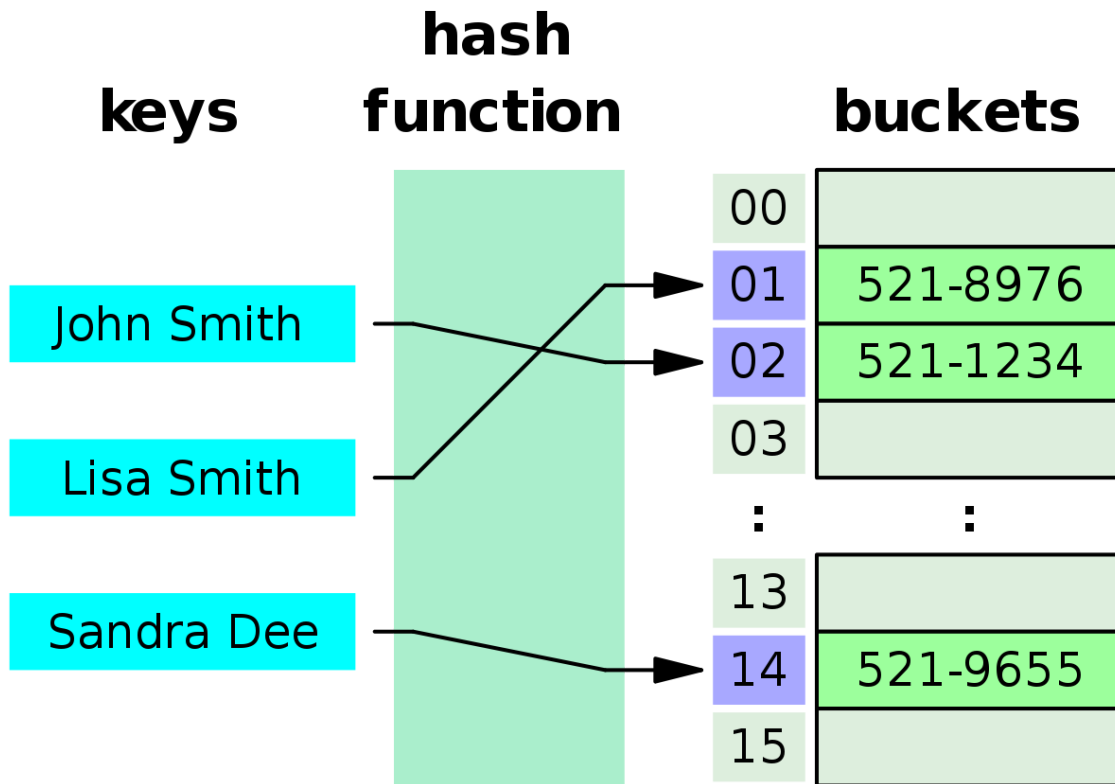 hash
keys function buckets
00
01 521-8976
John Smith
02 521-1234
03
Lisa Smith
: :
13
Sandra Dee
14 521-9655
15